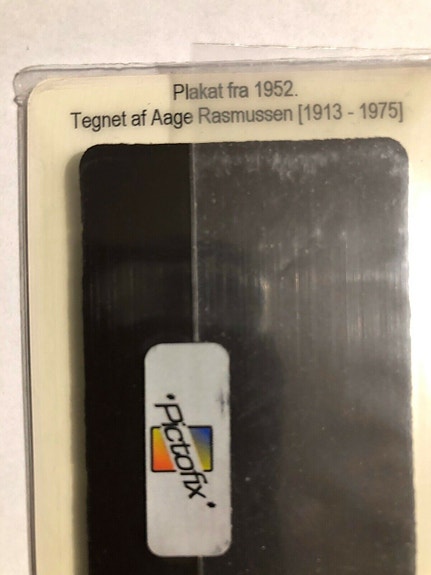 Plakat fra 1952.
Tegnet af Aage Rasmussen [1913 - 1975]
Pictofix